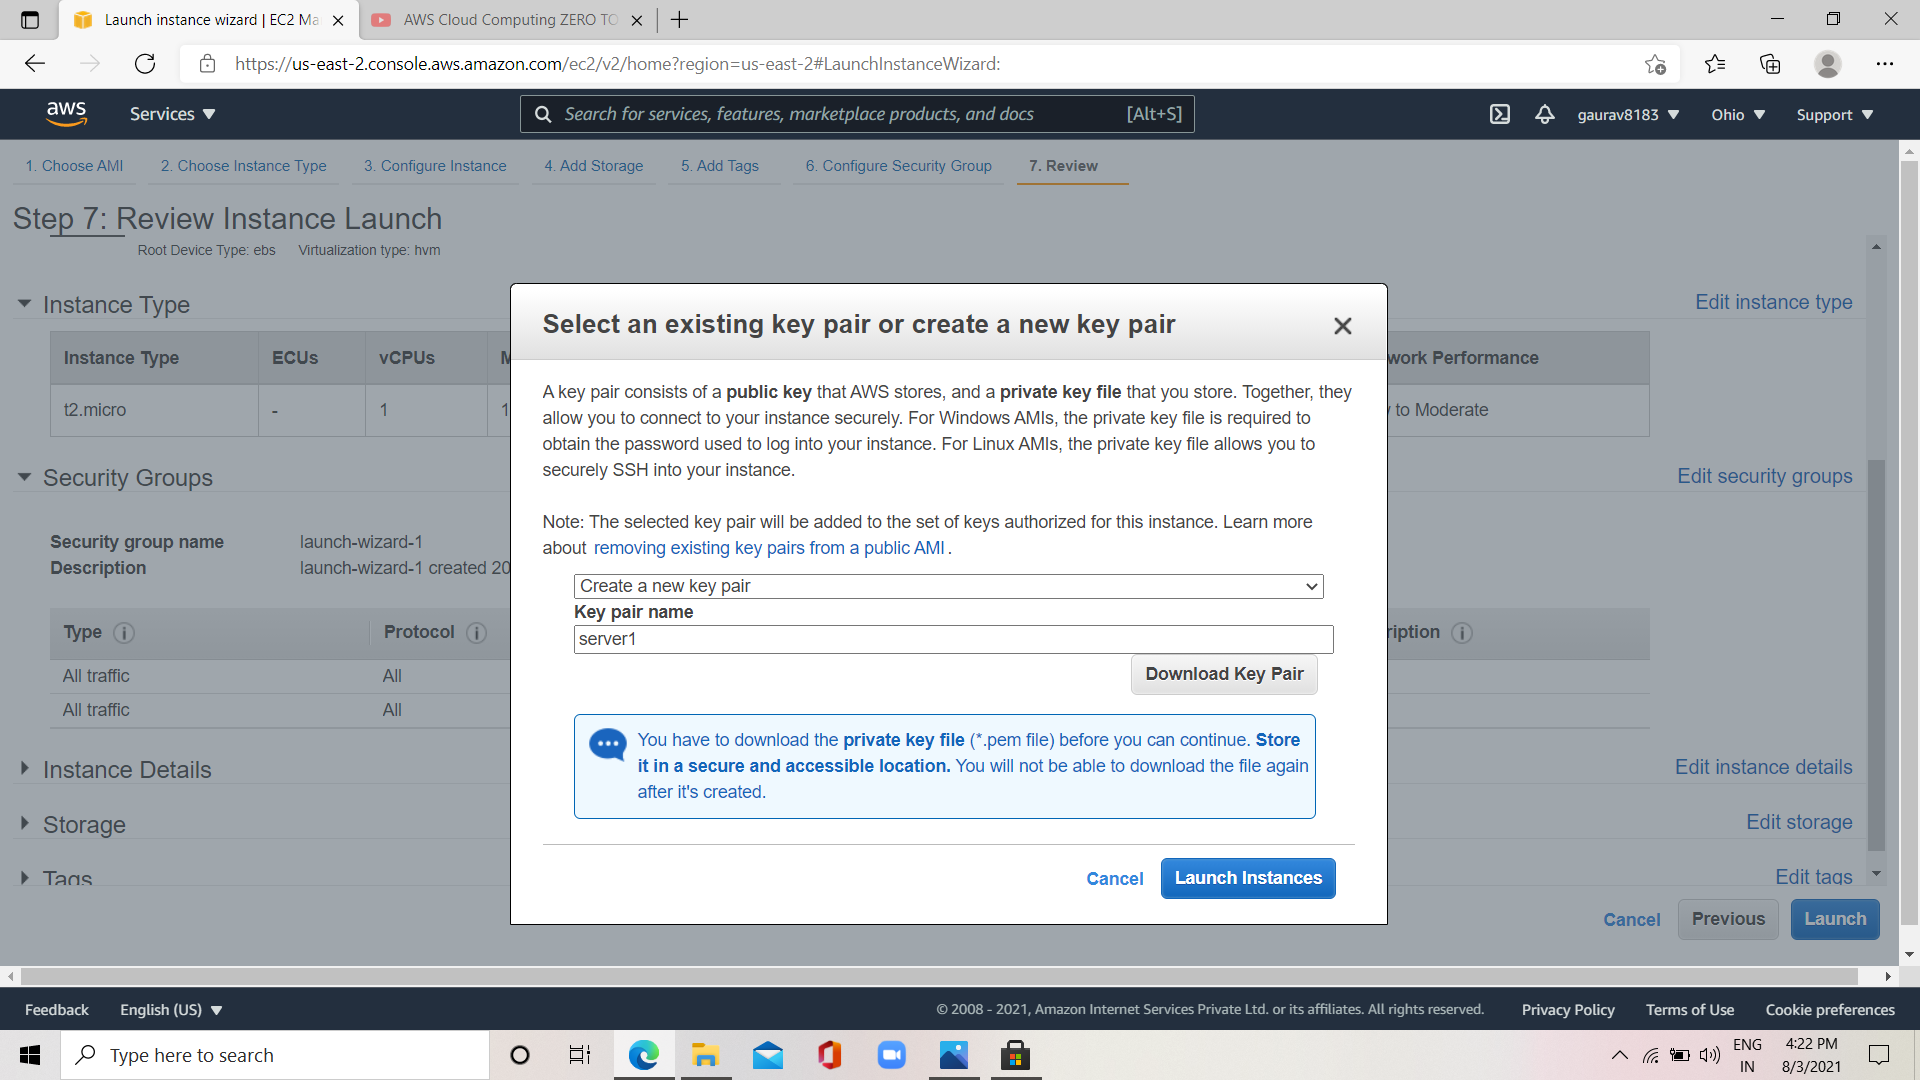 Launch instance wizard | EC2 Ma
AWS Cloud Computing ZERO TO
https://us-east-2.console.aws.amazon.com/ec2/v2/home?region=us-east-2#LaunchInstanceWizard:
aws
Services
Search for services, features, marketplace products, and docs
[Alt+S]
gaurav8183
Ohio
Support
1. Choose AMI
2. Choose Instance Type
3. Configure Instance
4. Add Storage
5. Add Tags
6. Configure Security Group
7. Review
Step 7: Review Instance Launch
Root Device Type: ebs Virtualization type: hvm
Instance Type
Edit instance type
Instance Type ECUs vCPUs M
work Performance
t2.micro - 1 1
to Moderate
Security Groups
Edit security groups
Security group name launch-wizard-1
Description launch-wizard-1 created 20
Type Protocol
ription
All traffic All
All traffic All
Instance Details
Edit instance details
Storage
Edit storage
Tags
Edit tags
Select an existing key pair or create a new key pair
A key pair consists of a public key that AWS stores, and a private key file that you store. Together, they
allow you to connect to your instance securely. For Windows AMIs, the private key file is required to
obtain the password used to log into your instance. For Linux AMIs, the private key file allows you to
securely SSH into your instance.
Note: The selected key pair will be added to the set of keys authorized for this instance. Learn more
about removing existing key pairs from a public AMI .
Create a new key pair
Key pair name
server1
Download Key Pair
You have to download the private key file (*.pem file) before you can continue. Store
it in a secure and accessible location. You will not be able to download the file again
after it's created.
Cancel
Launch Instances
Cancel
Previous
Launch
Feedback
English (US)
© 2008 - 2021, Amazon Internet Services Private Ltd. or its affiliates. All rights reserved.
Privacy Policy
Terms of Use
Cookie preferences
Type here to search
ENG
IN
4:22 PM
8/3/2021